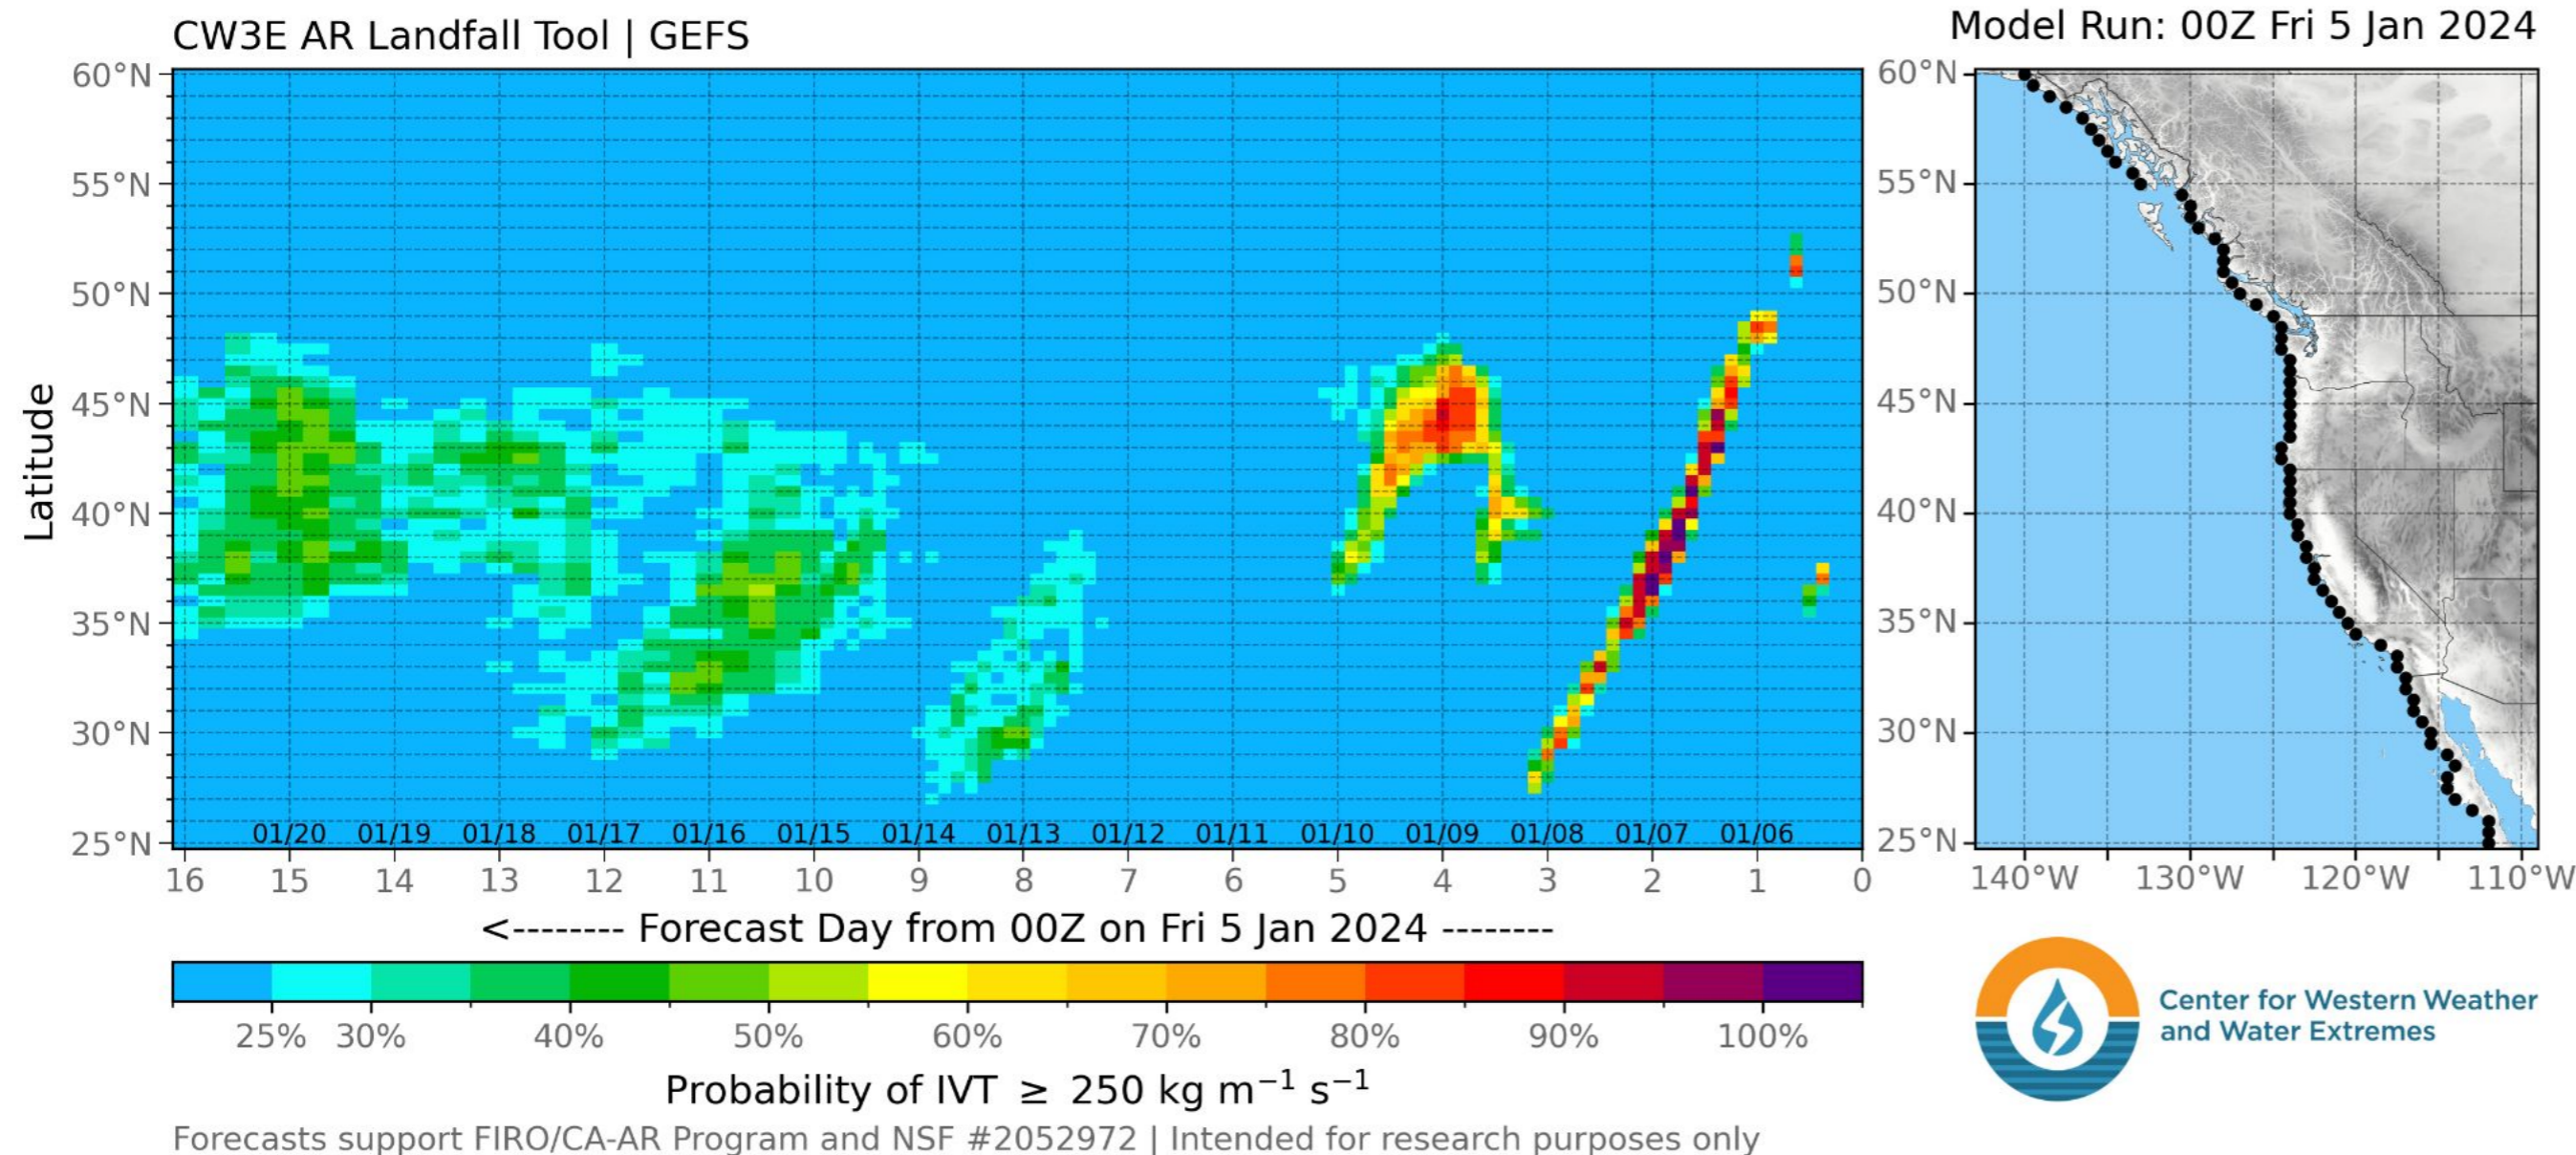 CW3E AR Landfall Tool | GEFS
Model Run: 00Z Fri 5 Jan 2024
Latitude
60°N
55°N
50°N
45°N
40°N
35°N
30°N
25°N
01/20 01/19 01/18 01/17 01/16 01/15 01/14 01/13 01/12 01/11 01/10 01/09 01/08 01/07 01/06
16 15 14 13 12 11 10 9 8 7 6 5 4 3 2 1 0
<-------- Forecast Day from 00Z on Fri 5 Jan 2024 --------
60°N
55°N
50°N
45°N
40°N
35°N
30°N
25°N
140°W 130°W 120°W 110°W
25% 30% 40% 50% 60% 70% 80% 90% 100%
Probability of IVT ≥ 250 kg m⁻¹ s⁻¹
Forecasts support FIRO/CA-AR Program and NSF #2052972 | Intended for research purposes only
Center for Western Weather
and Water Extremes